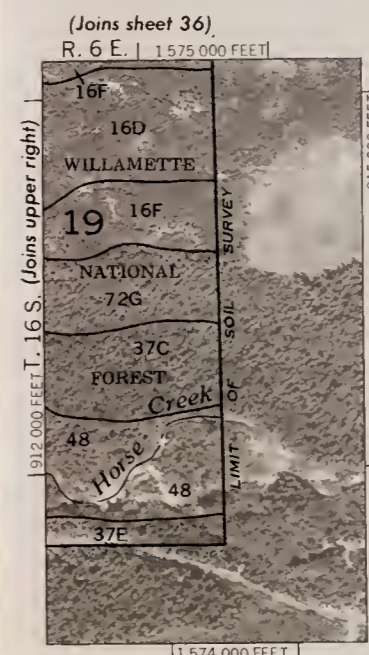 (Joins sheet 36)
R. 6 E. | 1 575 000 FEET
16F
16D
WILLAMETTE
19 16F
NATIONAL
72G
37C
FOREST
Creek
48
Horse
48
37E
LIMIT OF SOIL SURVEY
T. 16 S. (Joins upper right)
912 000 FEET
1 574 000 FEET